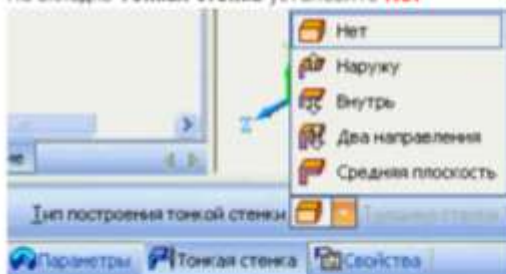 Нет
Наружу
Внутрь
Два направления
Средняя плоскость
Z
Тип построения тонкой стенки
Параметры Тонкая стенка Свойства